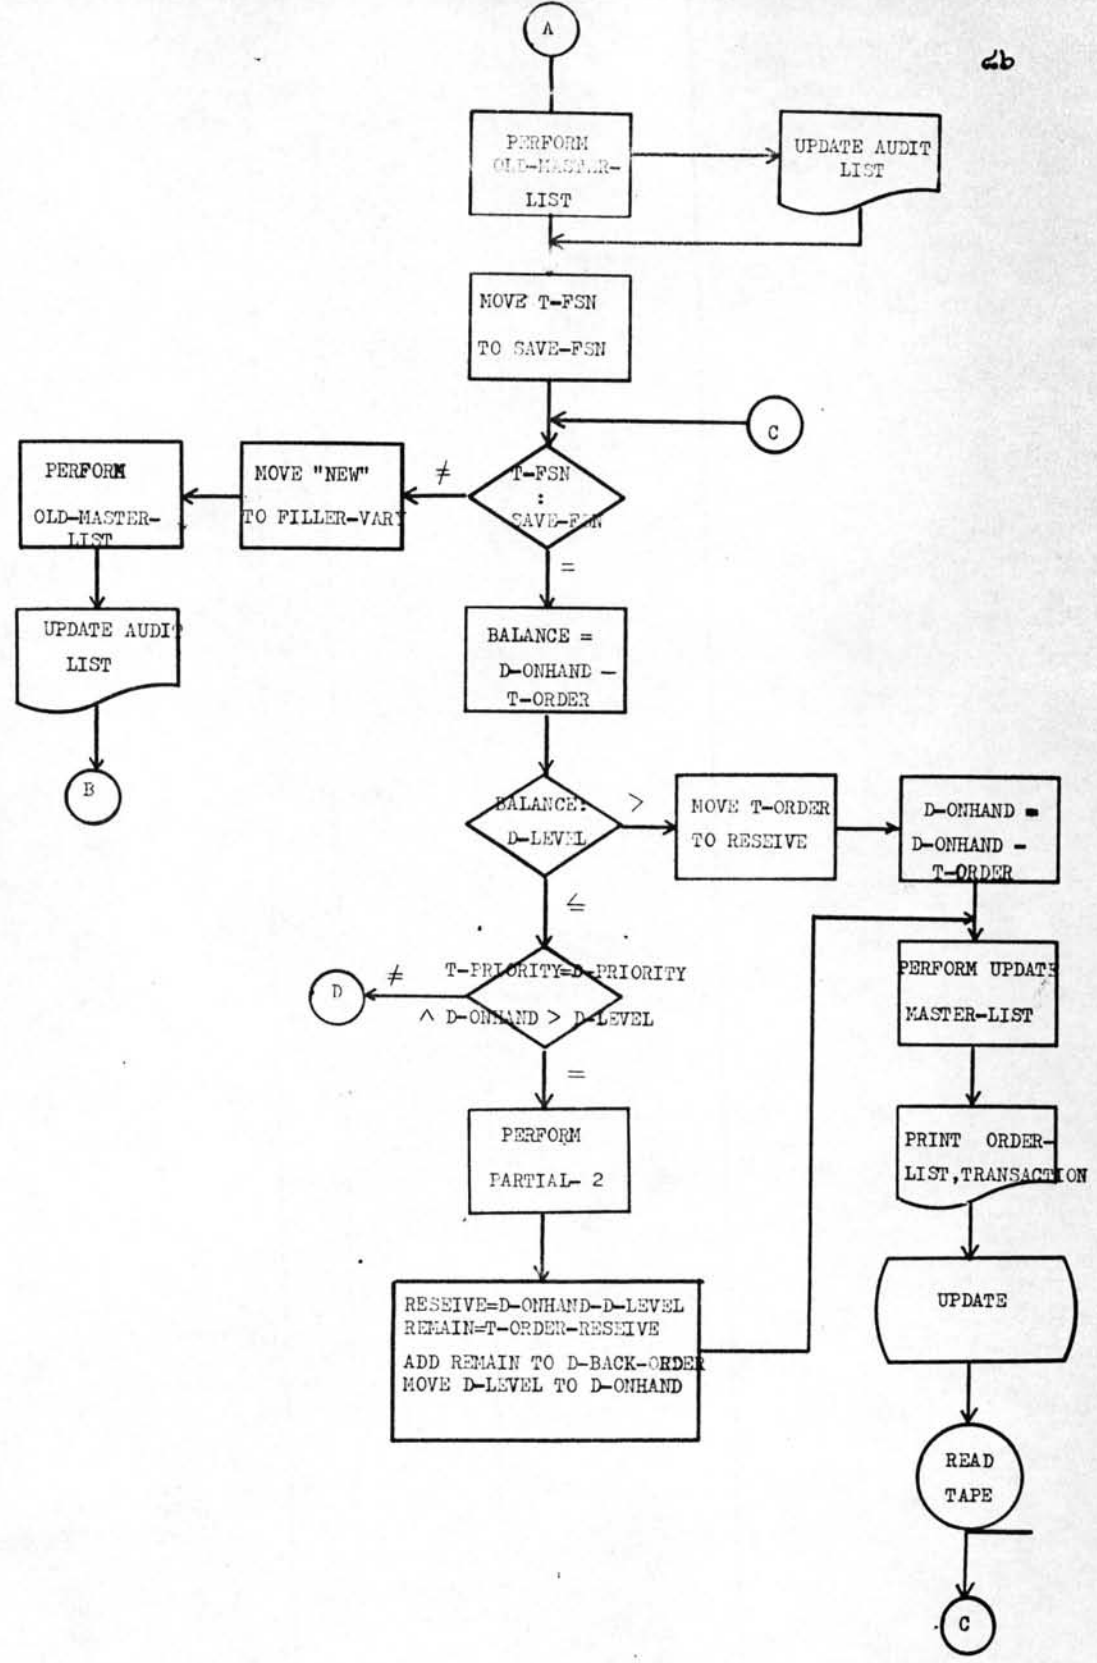 A
๘๖
PERFORM
OLD-MASTER-
LIST
UPDATE AUDIT
LIST
MOVE T-FSN
TO SAVE-FSN
C
PERFORM
OLD-MASTER-
LIST
MOVE "NEW"
TO FILLER-VARY
≠
T-FSN
:
SAVE-FSN
=
UPDATE AUDIT
LIST
BALANCE =
D-ONHAND -
T-ORDER
B
BALANCE:
D-LEVEL
>
MOVE T-ORDER
TO RESEIVE
D-ONHAND =
D-ONHAND -
T-ORDER
≤
T-PRIORITY=D-PRIORITY
^ D-ONHAND > D-LEVEL
≠
D
=
PERFORM UPDATE
MASTER-LIST
PERFORM
PARTIAL- 2
PRINT ORDER-
LIST,TRANSACTION
RESEIVE=D-ONHAND-D-LEVEL
REMAIN=T-ORDER-RESEIVE
ADD REMAIN TO D-BACK-ORDER
MOVE D-LEVEL TO D-ONHAND
UPDATE
READ
TAPE
C